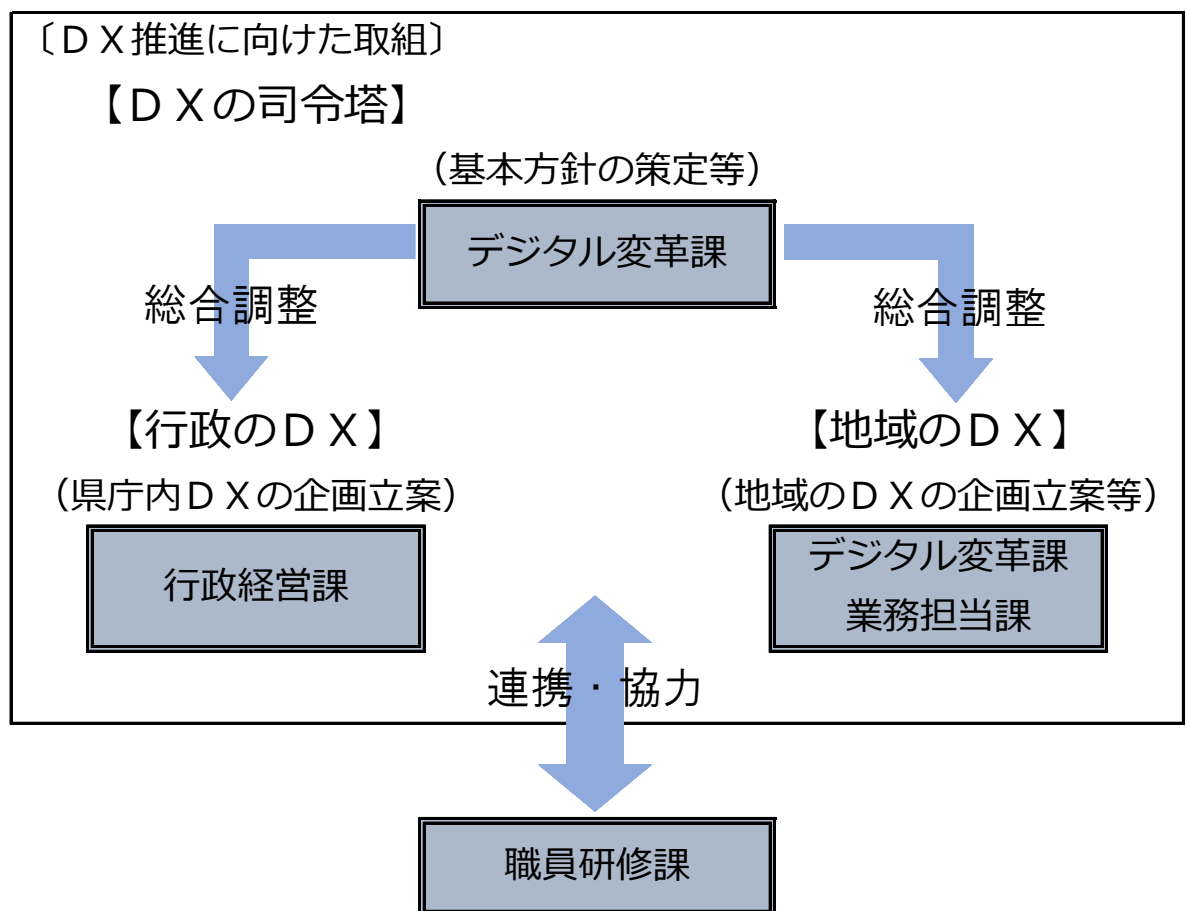 〔ＤＸ推進に向けた取組〕
【ＤＸの司令塔】
（基本方針の策定等）
デジタル変革課
総合調整
総合調整
【行政のＤＸ】
【地域のＤＸ】
（県庁内ＤＸの企画立案）
（地域のＤＸの企画立案等）
行政経営課
デジタル変革課
業務担当課
連携・協力
職員研修課